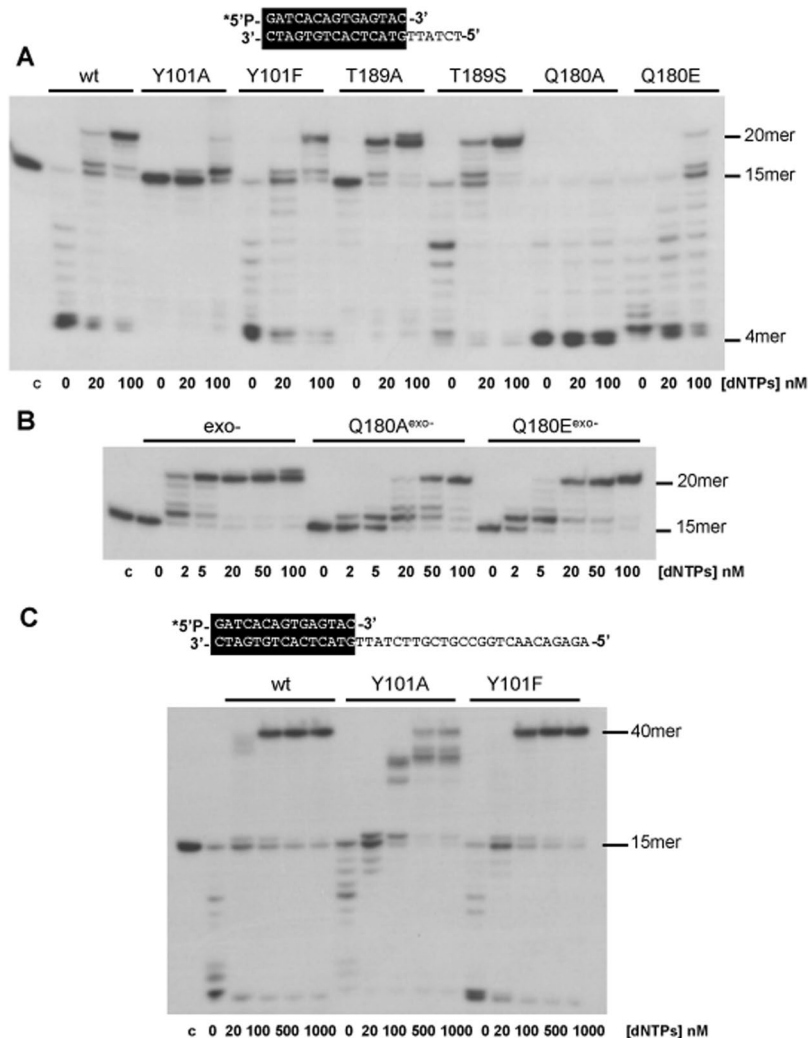 *5'P- GATCACAGTGAGTAC -3'
3'- CTAGTGTCACTCATGTTATCT-5'
A
wt Y101A Y101F T189A T189S Q180A Q180E
20mer
15mer
4mer
c 0 20 100 0 20 100 0 20 100 0 20 100 0 20 100 0 20 100 0 20 100 [dNTPs] nM
B
exo- Q180Aexo- Q180Eexo-
20mer
15mer
c 0 2 5 20 50 100 0 2 5 20 50 100 0 2 5 20 50 100 [dNTPs] nM
C
*5'P- GATCACAGTGAGTAC -3'
3'- CTAGTGTCACTCATGTTATCTTGCTGCCGGTCAACAGAGA -5'
wt Y101A Y101F
40mer
15mer
c 0 20 100 500 1000 0 20 100 500 1000 0 20 100 500 1000 [dNTPs] nM